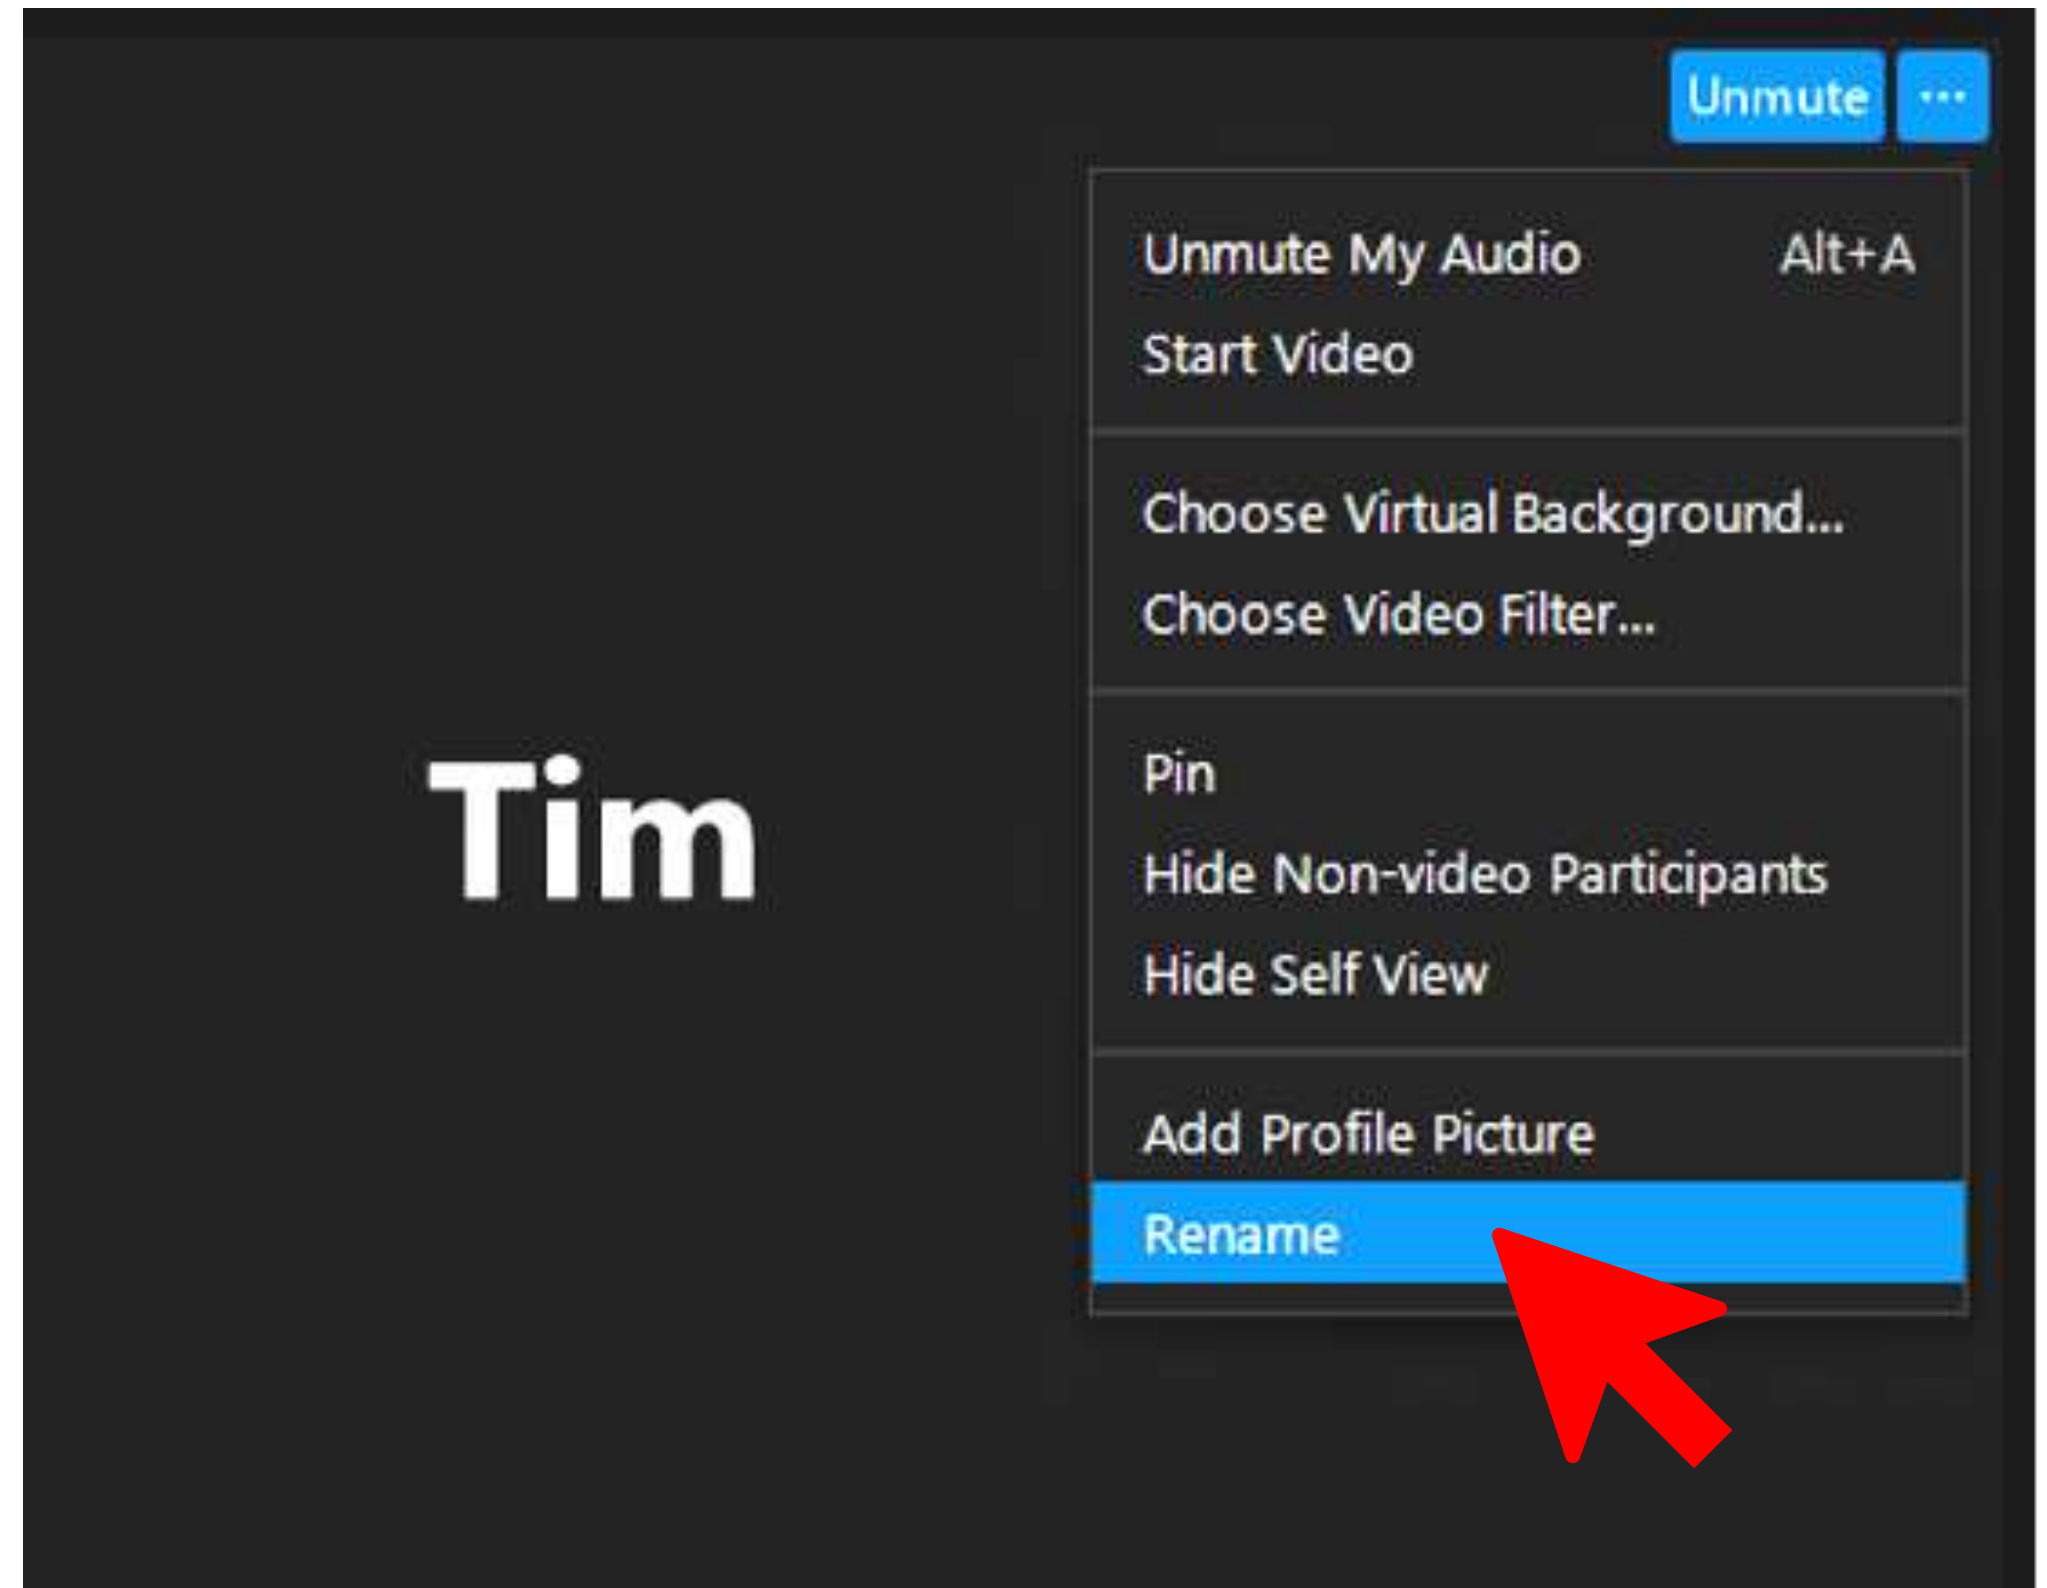 Unmute ...
Unmute My Audio Alt+A
Start Video
Choose Virtual Background...
Choose Video Filter...
Pin
Hide Non-video Participants
Hide Self View
Tim
Add Profile Picture
Rename